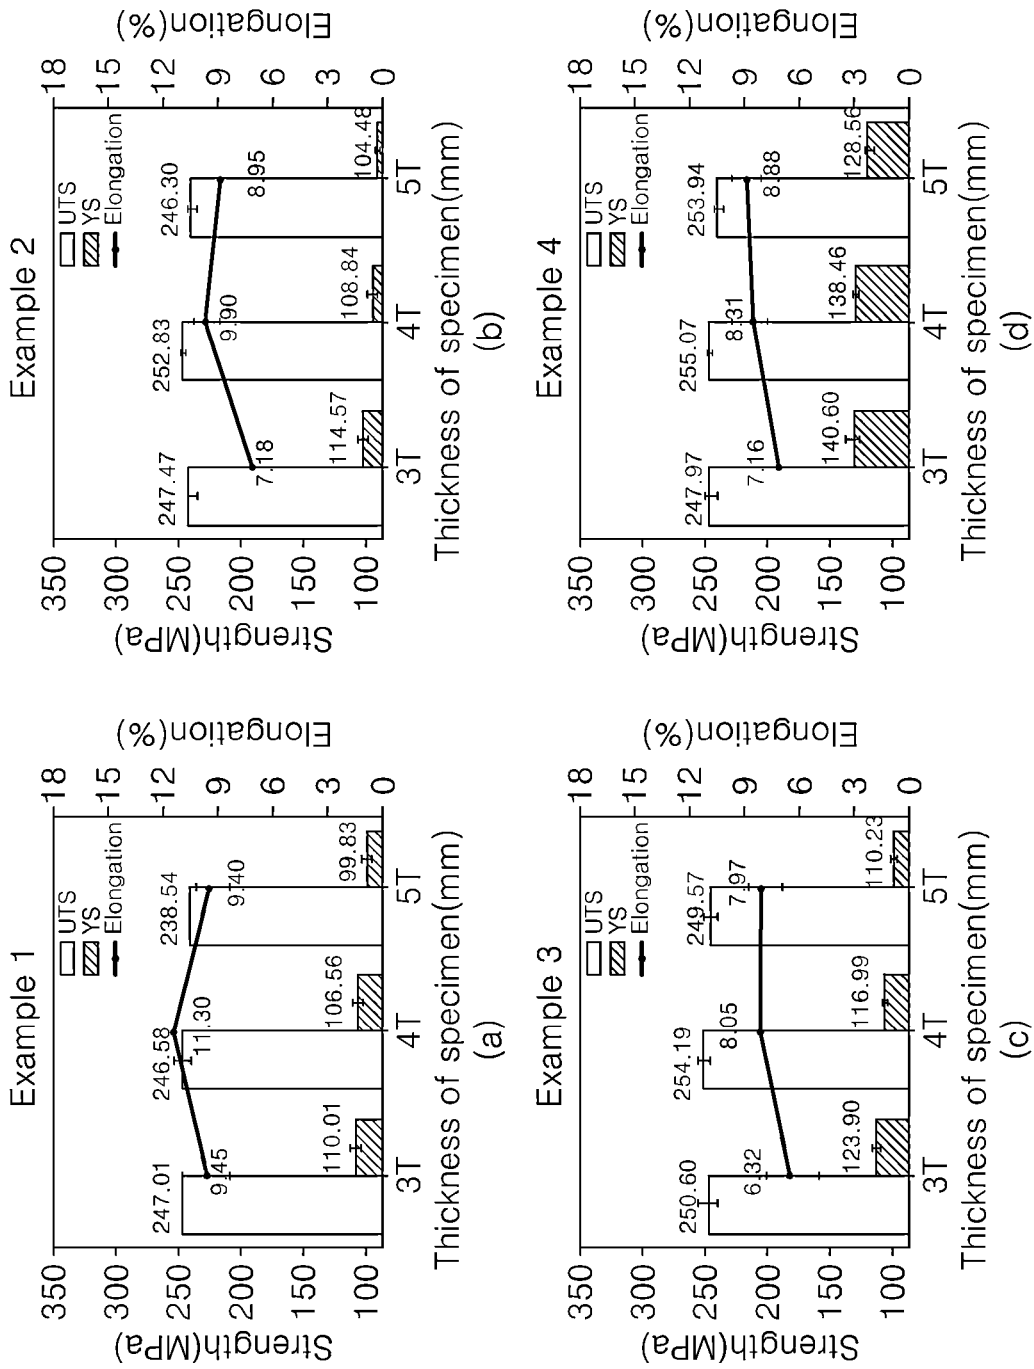 Example 1
UTS
YS
Elongation
Strength(MPa)
350
300
250
200
150
100
247.01
9.45
110.01
246.58
11.30
106.56
238.54
9.40
99.83
18
15
12
9
6
3
0
Elongation
(%)
3T
4T
5T
Thickness of specimen(mm)
(a)
Example 2
UTS
YS
Elongation
Strength(MPa)
350
300
250
200
150
100
247.47
7.18
114.57
252.83
9.90
108.84
246.30
8.95
104.48
18
15
12
9
6
3
0
Elongation
(%)
3T
4T
5T
Thickness of specimen(mm)
(b)
Example 3
UTS
YS
Elongation
Strength(MPa)
350
300
250
200
150
100
250.60
6.32
123.90
254.19
8.05
116.99
249.57
7.97
110.23
18
15
12
9
6
3
0
Elongation
(%)
3T
4T
5T
Thickness of specimen(mm)
(c)
Example 4
UTS
YS
Elongation
Strength(MPa)
350
300
250
200
150
100
247.97
7.16
140.60
255.07
8.31
138.46
253.94
8.88
128.56
18
15
12
9
6
3
0
Elongation
(%)
3T
4T
5T
Thickness of specimen(mm)
(d)